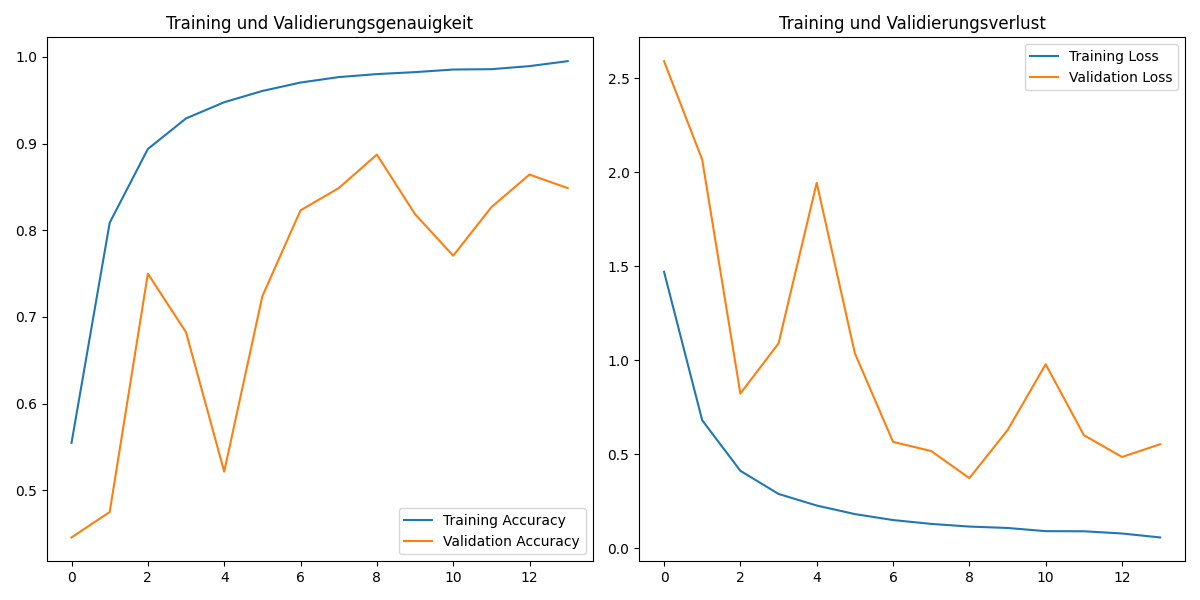 Training und Validierungsgenauigkeit
1.0
0.9
0.8
0.7
0.6
0.5
0 2 4 6 8 10 12
Training Accuracy
Validation Accuracy
Training und Validierungsverlust
2.5
2.0
1.5
1.0
0.5
0.0
0 2 4 6 8 10 12
Training Loss
Validation Loss